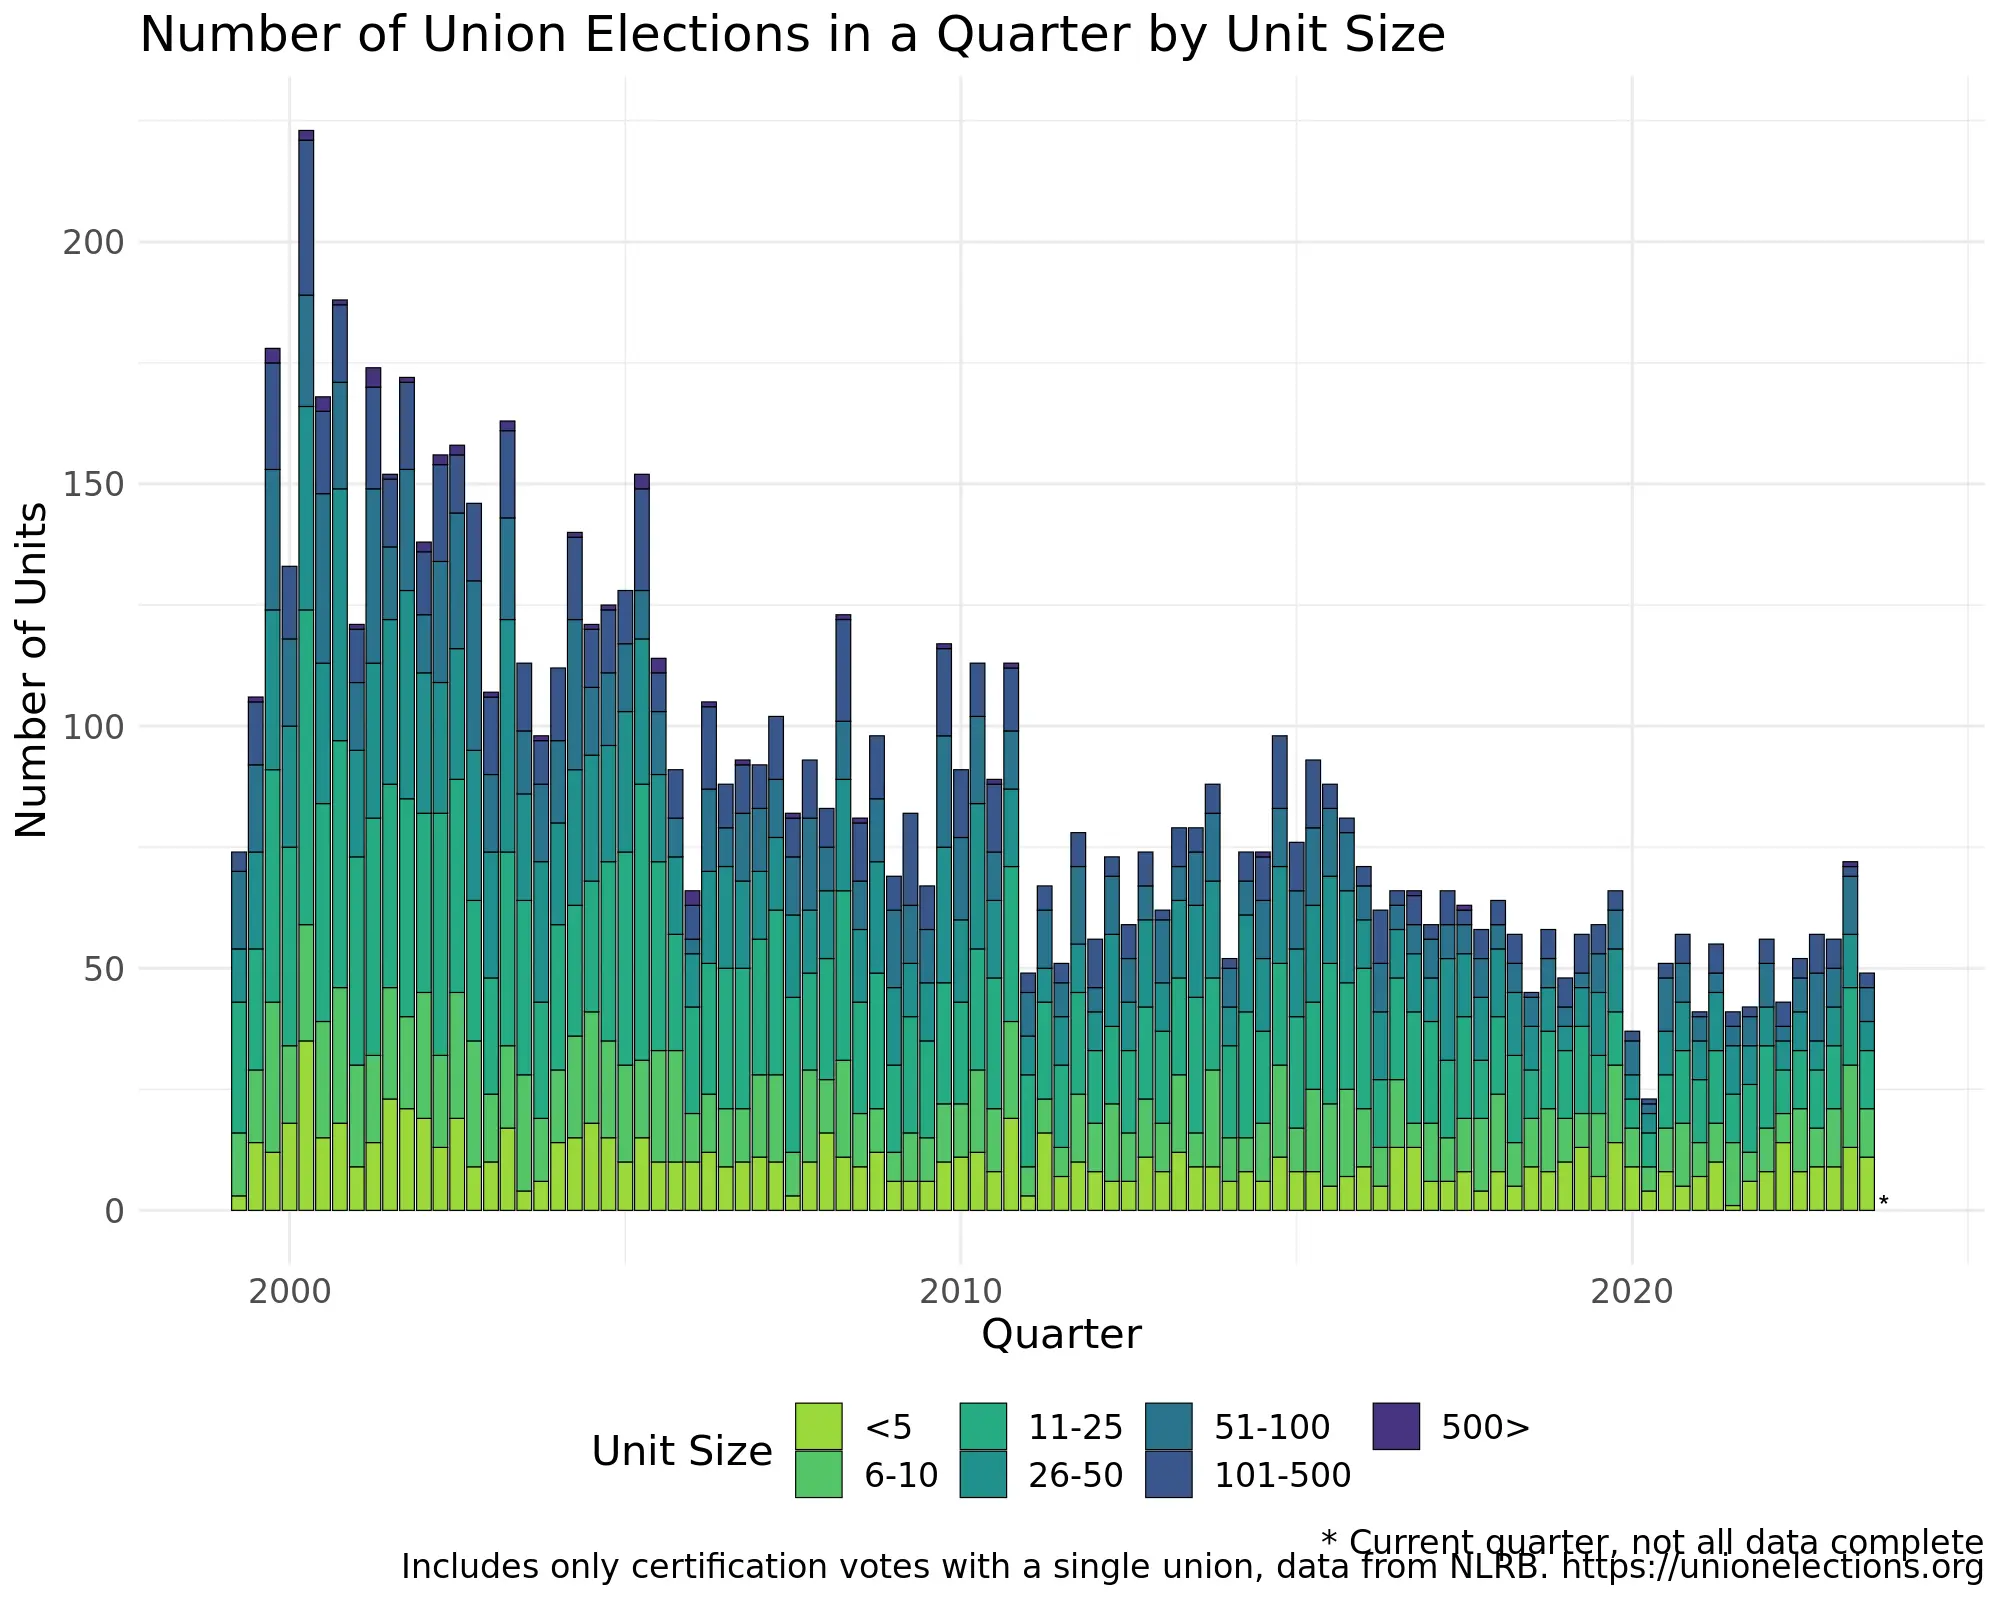 Number of Union Elections in a Quarter by Unit Size
Number of Units
200
150
100
50
0
*
2000 2010 2020
Quarter
Unit Size
<5 11-25 51-100 500>
6-10 26-50 101-500
* Current quarter, not all data complete
Includes only certification votes with a single union, data from NLRB. https://unionelections.org